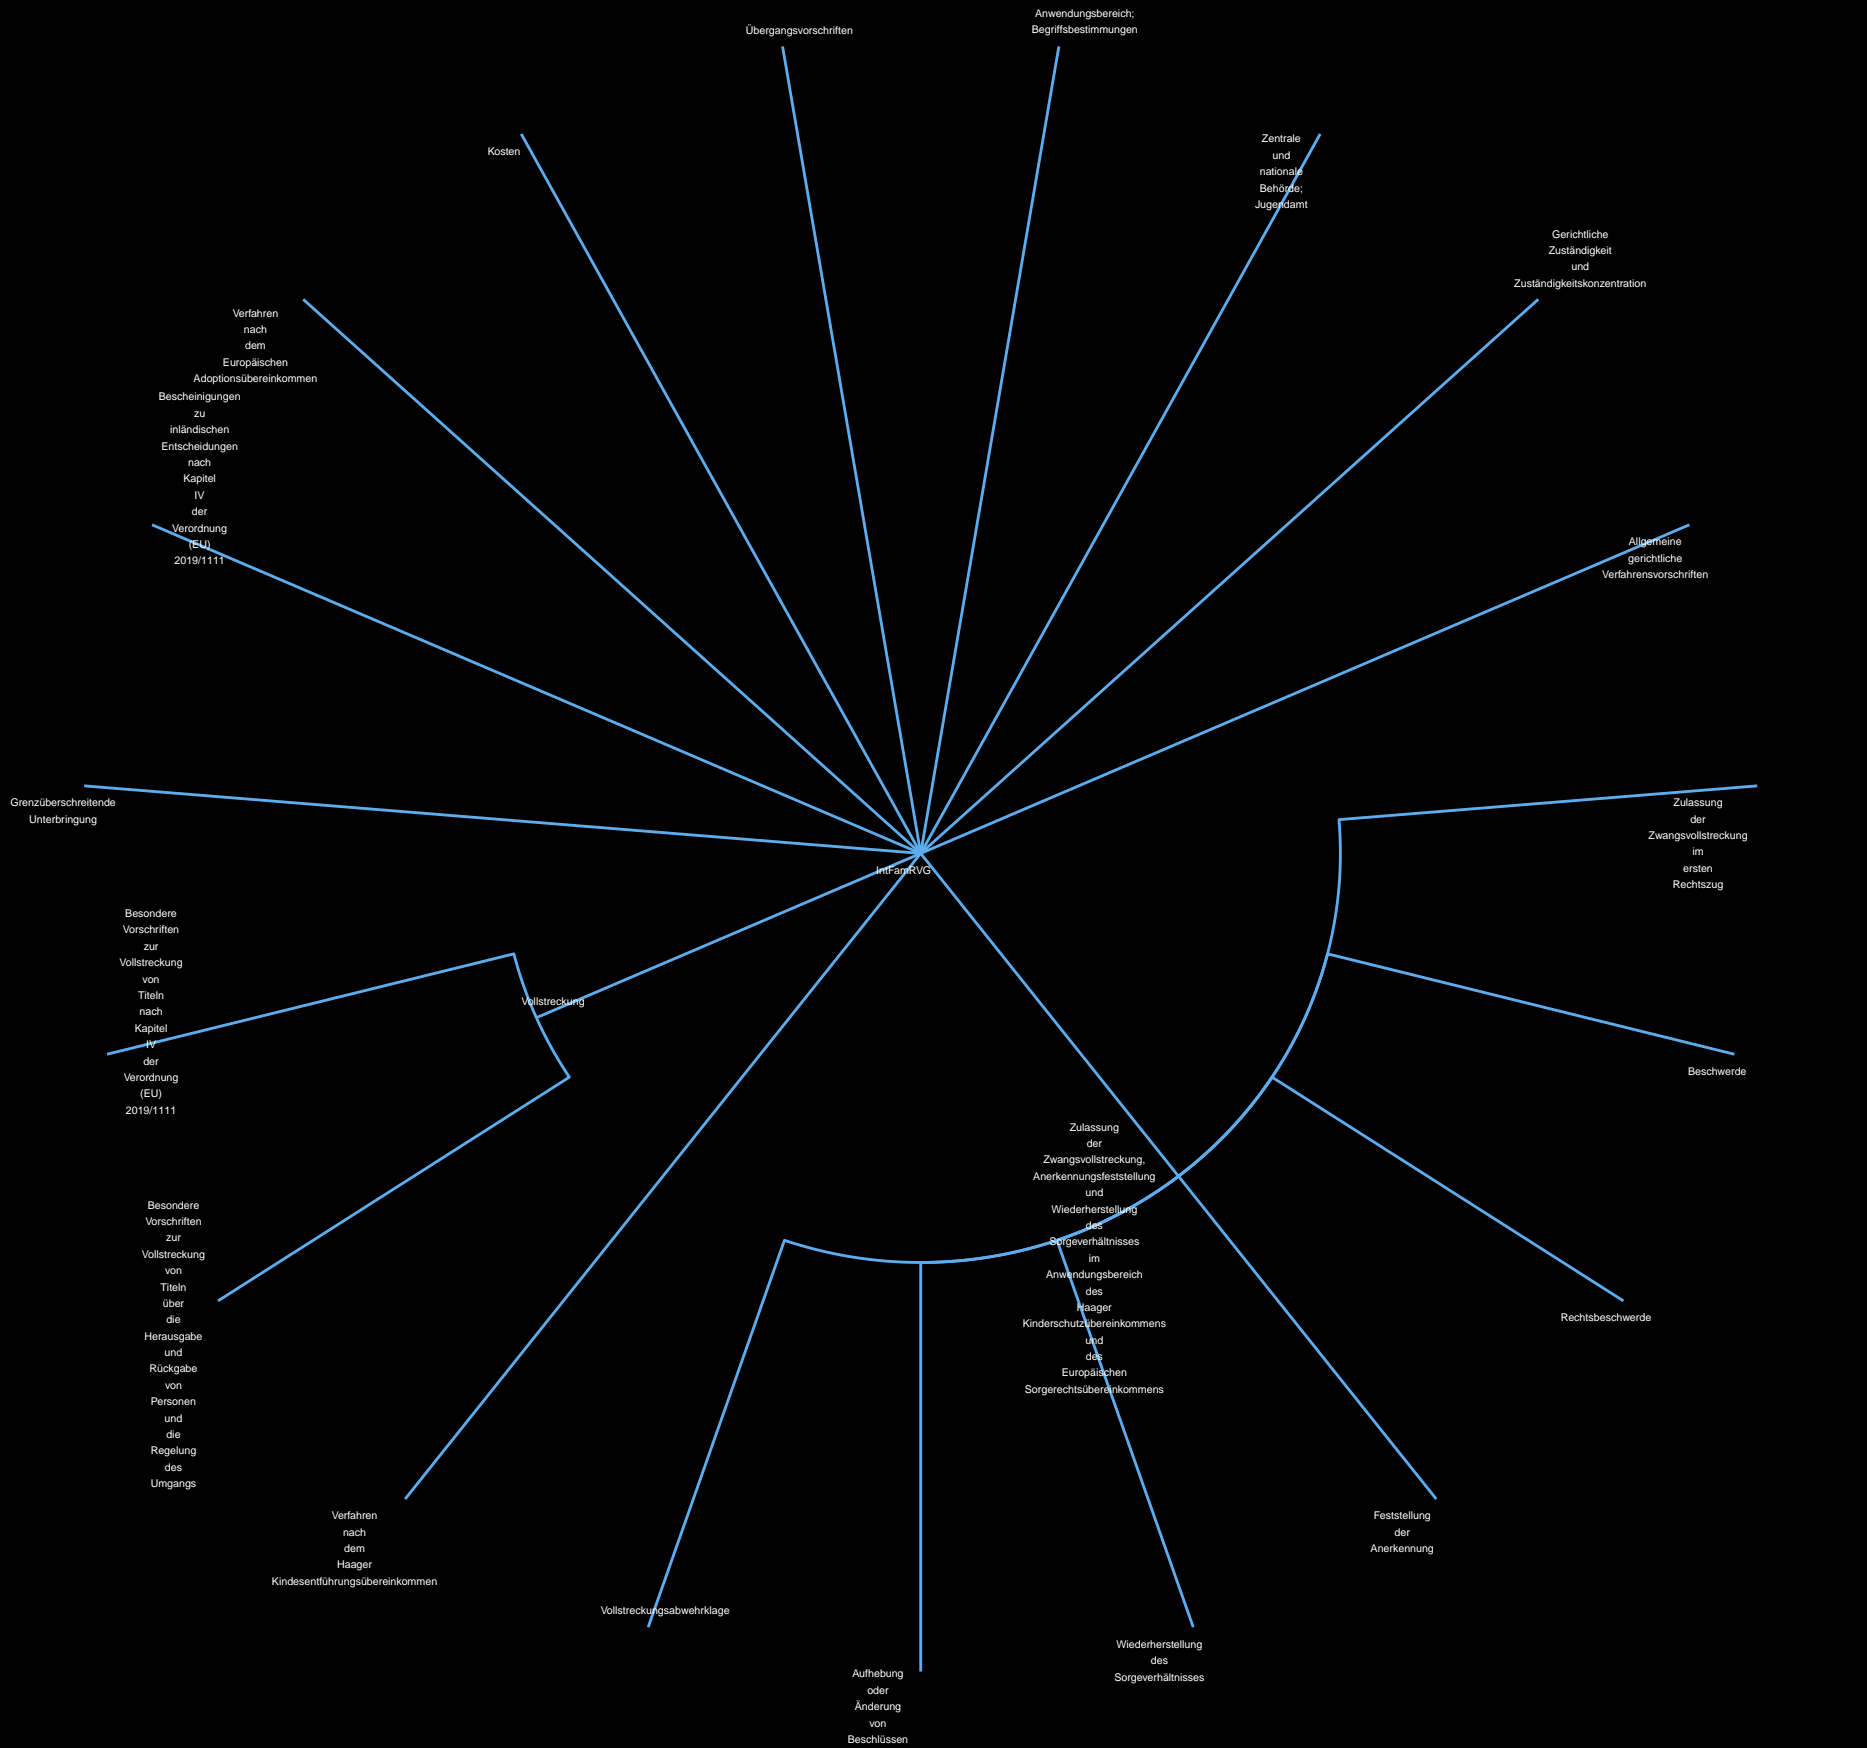 Anwendungsbereich;
Begriffsbestimmungen
Übergangsvorschriften
Zentrale
und
nationale
Behörde;
Jugendamt
Kosten
Gerichtliche
Zuständigkeit
und
Zuständigkeitskonzentration
Verfahren
nach
dem
Europäischen
Adoptionsübereinkommen
Bescheinigungen
zu
inländischen
Entscheidungen
nach
Kapitel
IV
der
Verordnung
(EU)
2019/1111
Allgemeine
gerichtliche
Verfahrensvorschriften
Grenzüberschreitende
Unterbringung
Zulassung
der
Zwangsvollstreckung
im
ersten
Rechtszug
IntFamRVG
Besondere
Vorschriften
zur
Vollstreckung
von
Titeln
nach
Kapitel
IV
der
Verordnung
(EU)
2019/1111
Vollstreckung
Beschwerde
Zulassung
der
Zwangsvollstreckung,
Anerkennungsfeststellung
und
Wiederherstellung
des
Sorgeverhältnisses
im
Anwendungsbereich
des
Haager
Kinderschutzübereinkommens
und
des
Europäischen
Sorgerechtsübereinkommens
Besondere
Vorschriften
zur
Vollstreckung
von
Titeln
über
die
Herausgabe
und
Rückgabe
von
Personen
und
die
Regelung
des
Umgangs
Rechtsbeschwerde
Verfahren
nach
dem
Haager
Kindesentführungsübereinkommen
Feststellung
der
Anerkennung
Vollstreckungsabwehrklage
Wiederherstellung
des
Sorgeverhältnisses
Aufhebung
oder
Änderung
von
Beschlüssen